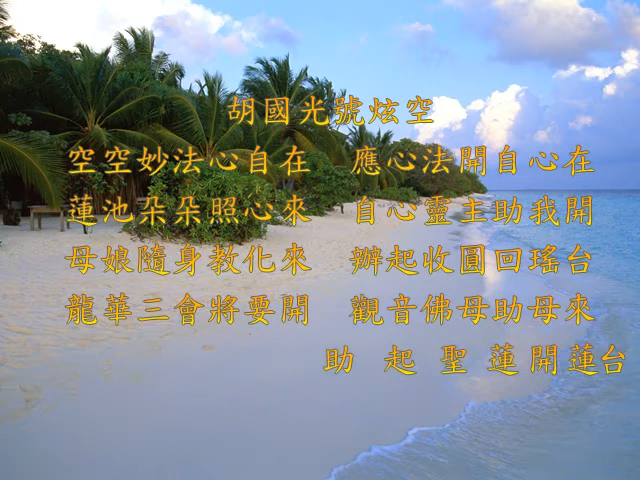 胡國光號炫空
空空妙法心自在 應心法開自心在
蓮池朵朵照心來 自心靈主助我開
母娘隨身教化來 辦起收圓回瑤台
龍華三會將要開 觀音佛母助母來
助 起 聖 蓮 開 蓮台